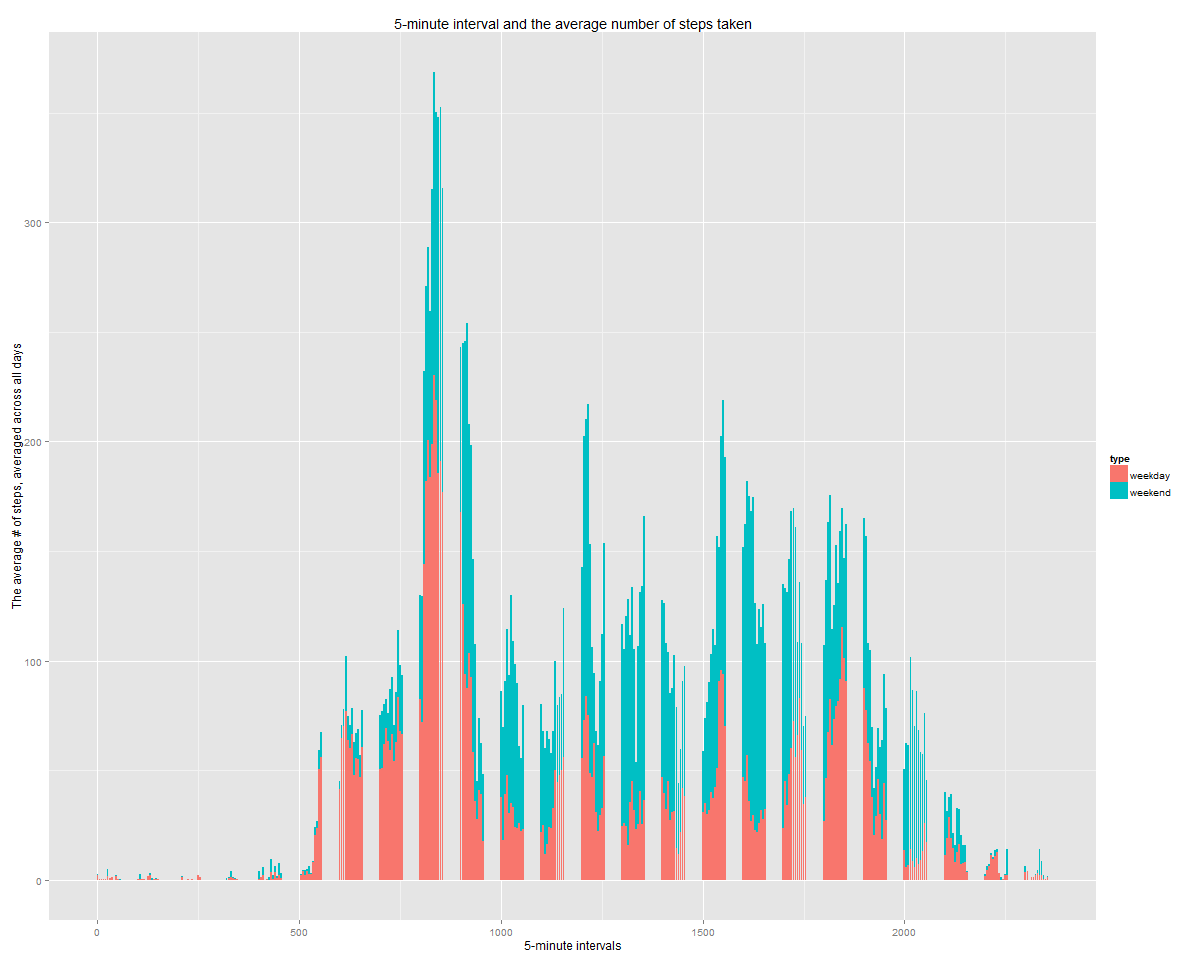 5-minute interval and the average number of steps taken
The average # of steps, averaged across all days
300
200
100
0
0
500
1000
1500
2000
5-minute intervals
type
weekday
weekend